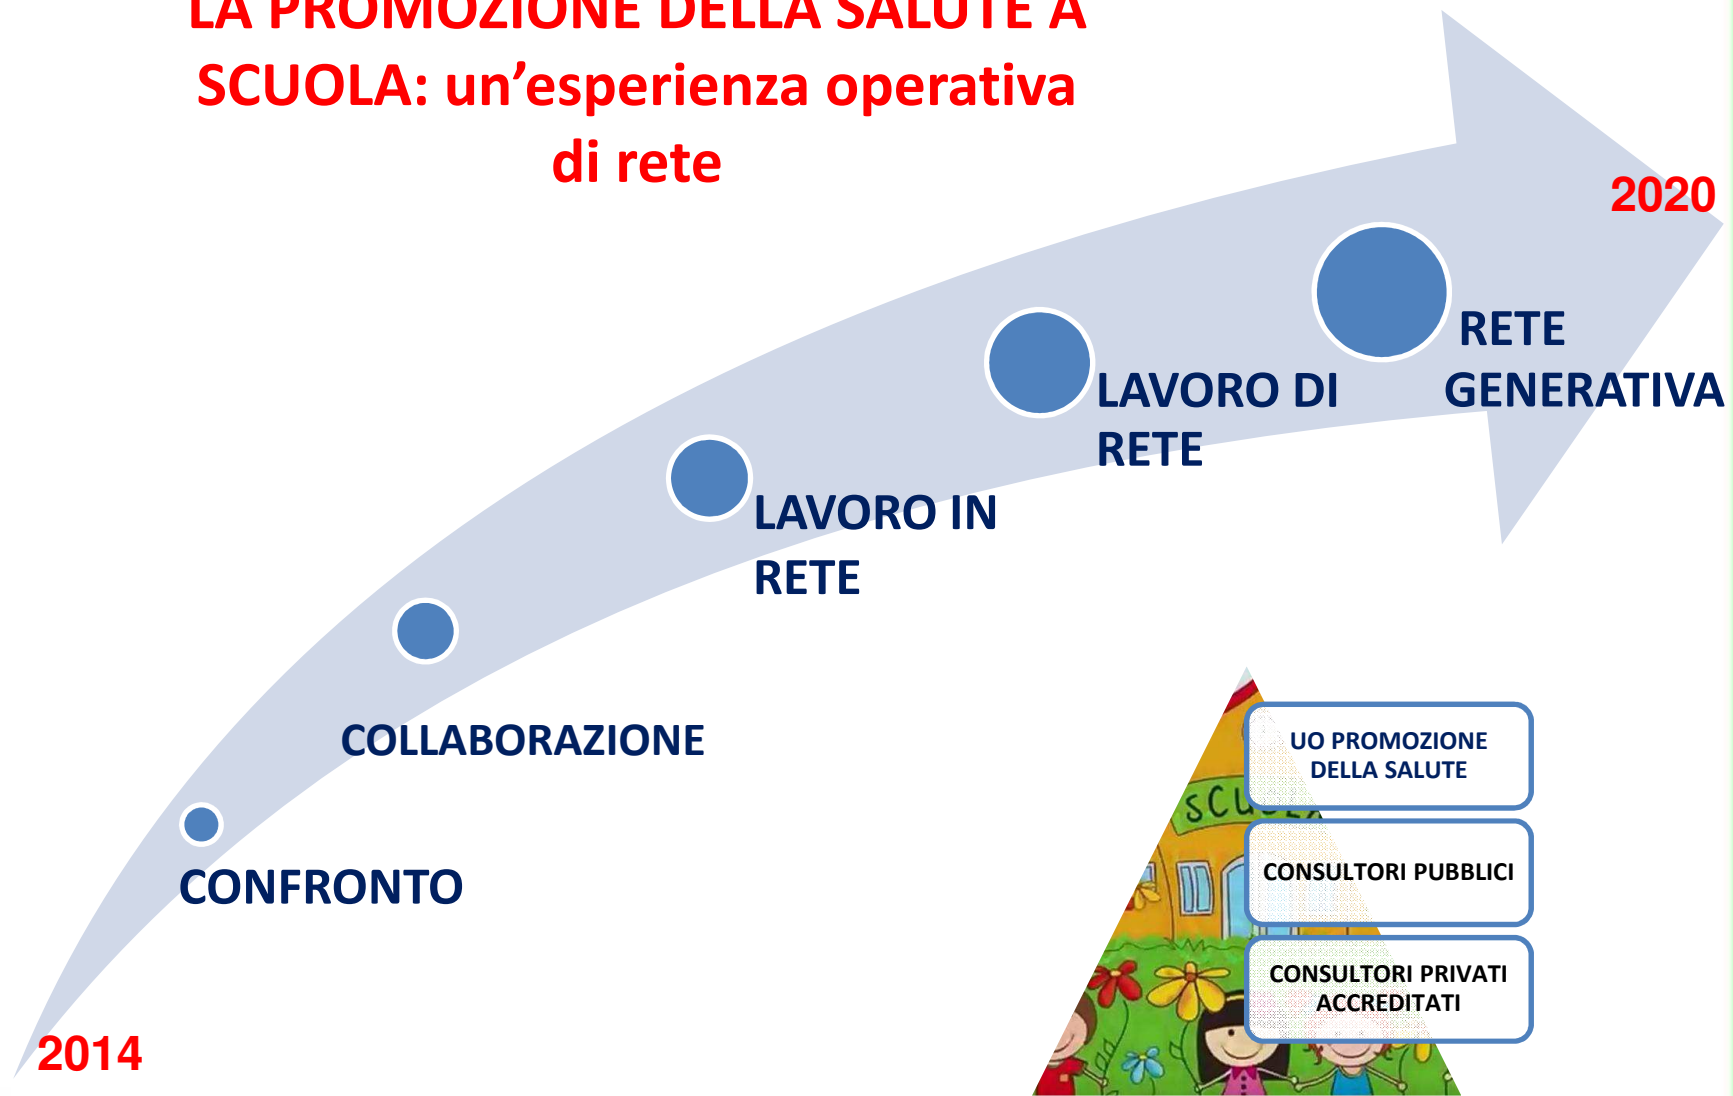 LA PROMOZIONE DELLA SALUTE A
SCUOLA: un’esperienza operativa
di rete
2020
RETE
GENERATIVA
LAVORO DI
RETE
LAVORO IN
RETE
COLLABORAZIONE
CONFRONTO
2014
UO PROMOZIONE
DELLA SALUTE
CONSULTORI PUBBLICI
CONSULTORI PRIVATI
ACCREDITATI